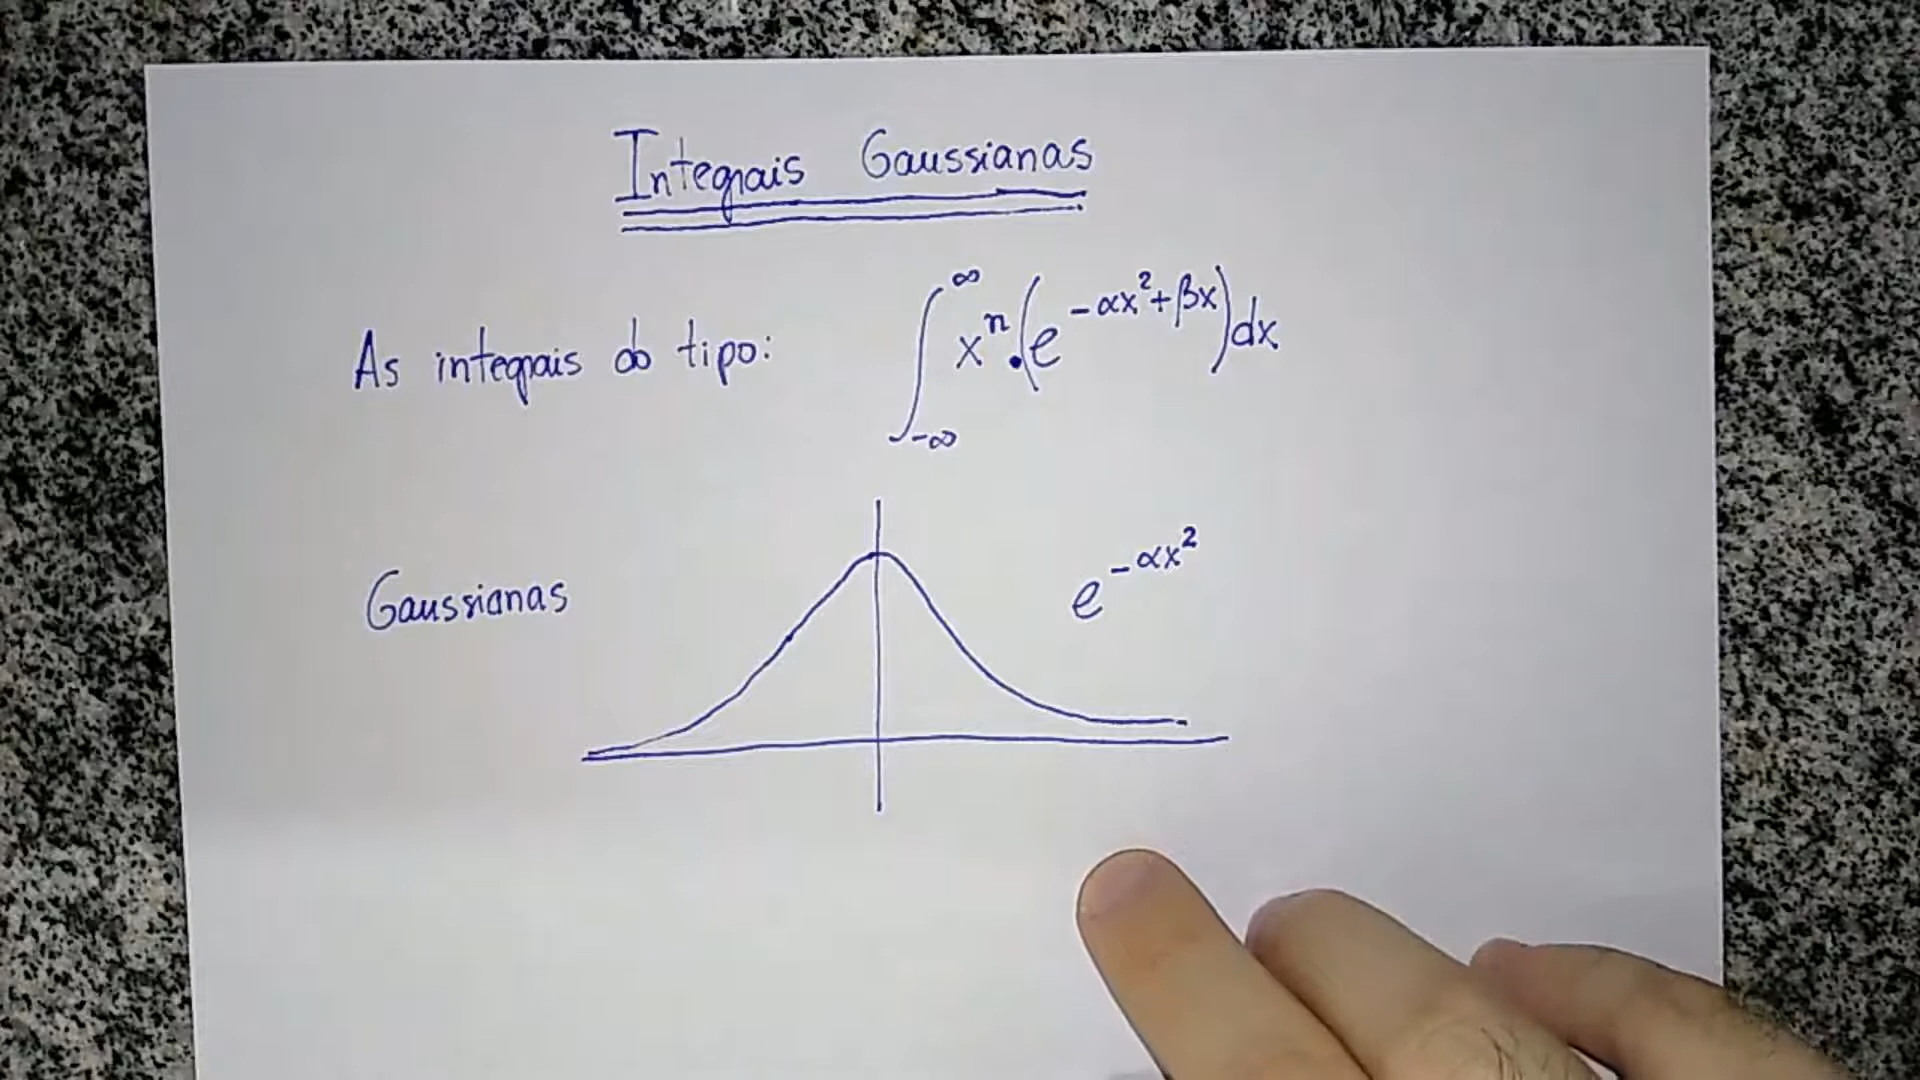 Integrais Gaussianas
As integrais do tipo: ∫_{-∞}^{∞} x^n·(e^{-αx²+βx})dx
Gaussianas e^{-αx²}